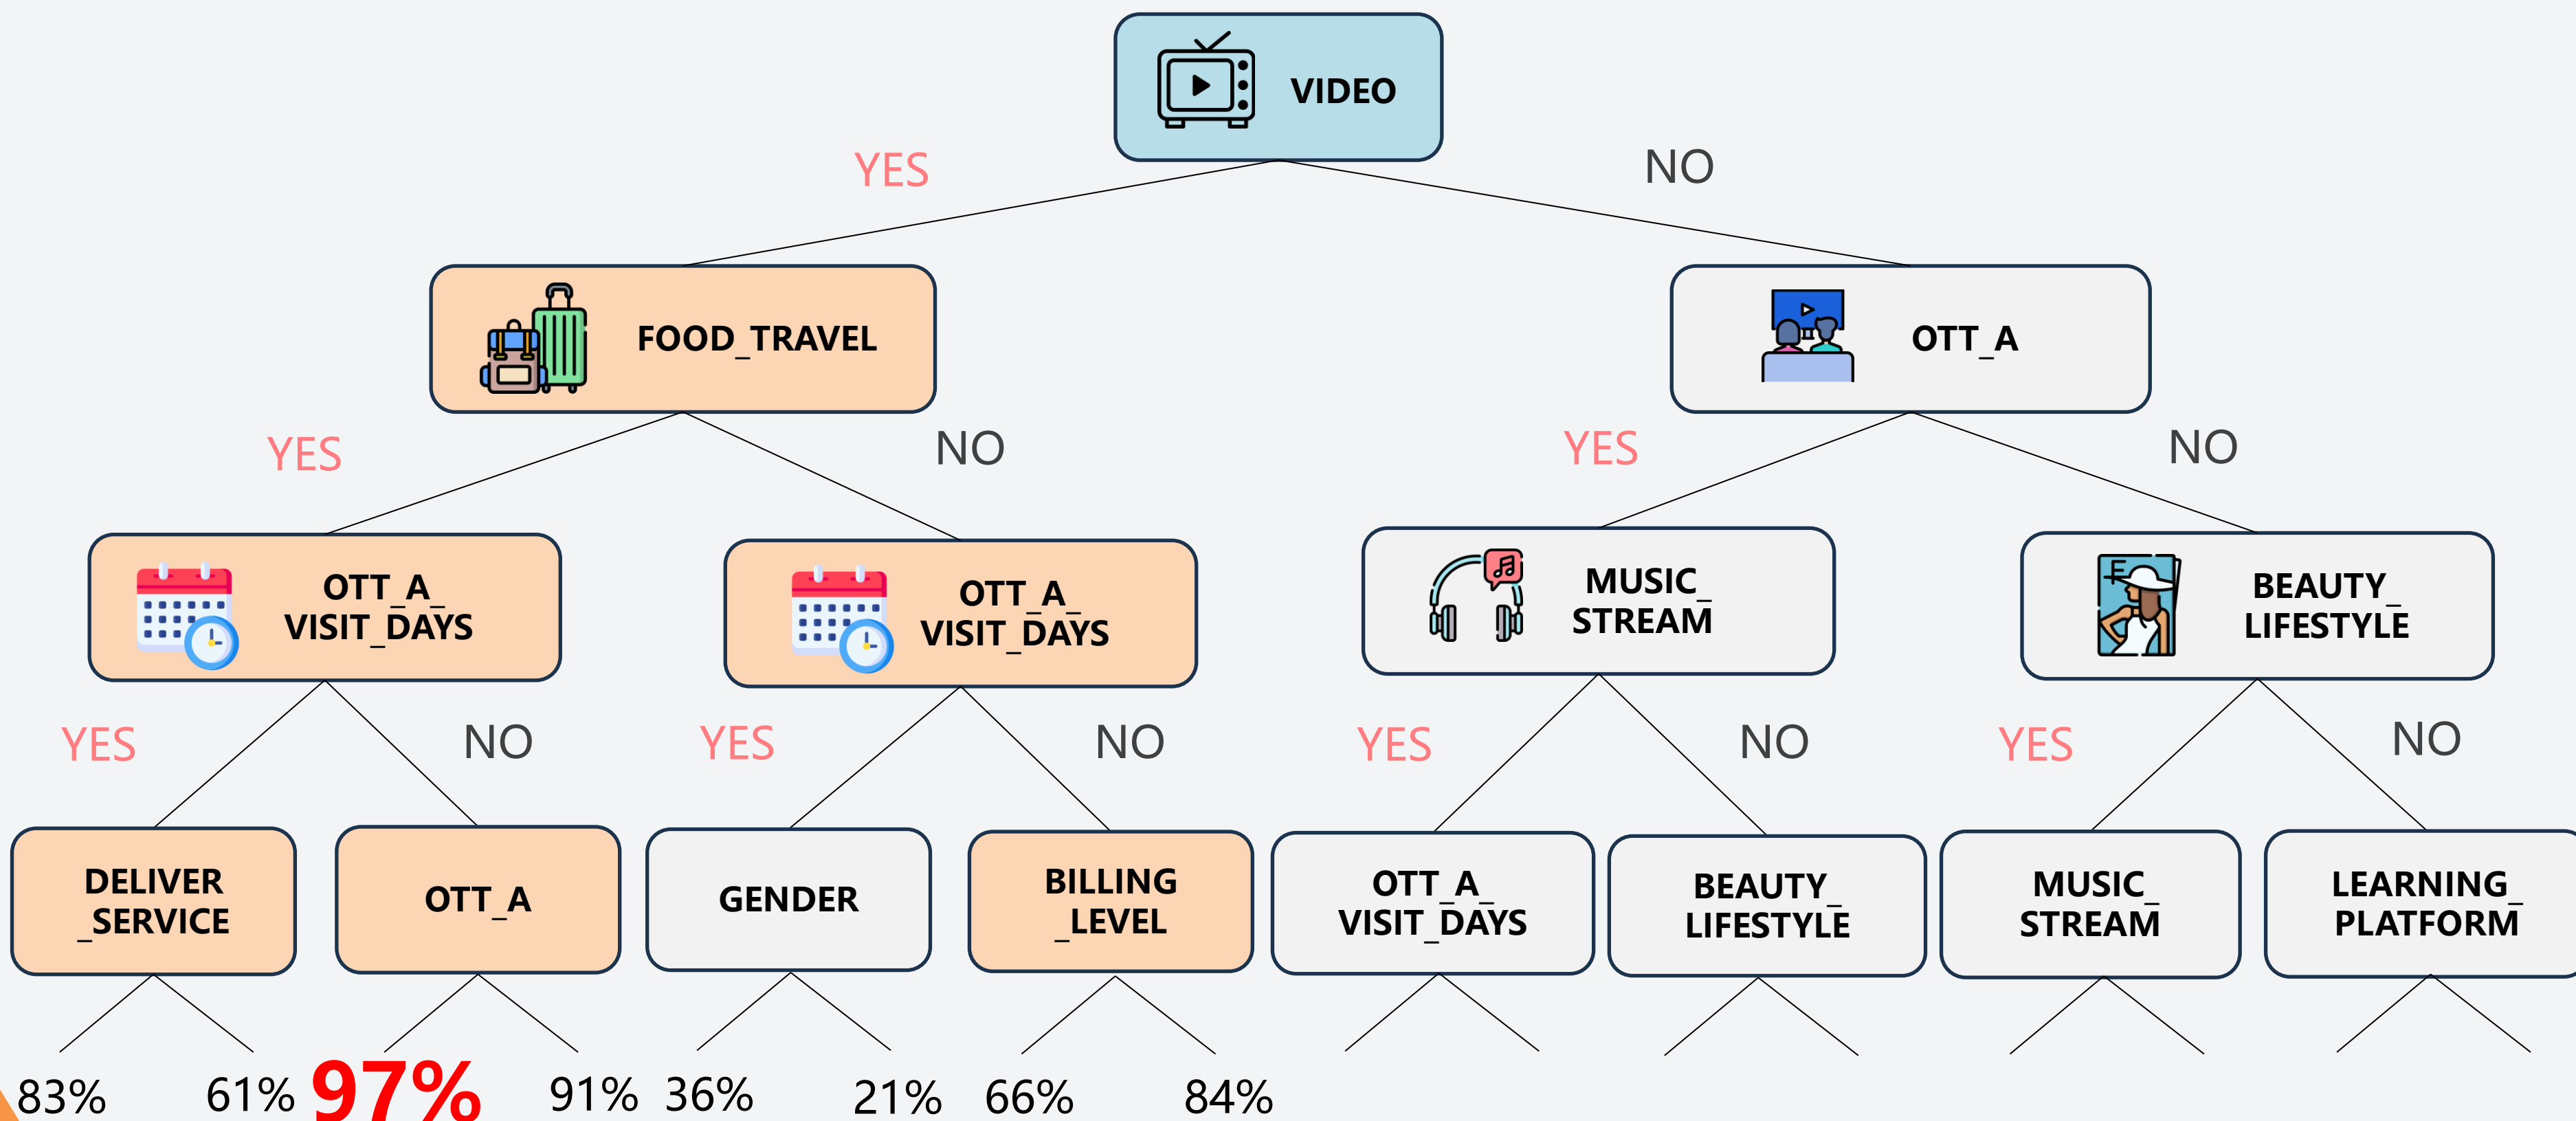 VIDEO
YES
NO
FOOD_TRAVEL
OTT_A
YES
NO
YES
NO
OTT_A_
VISIT_DAYS
OTT_A_
VISIT_DAYS
MUSIC_
STREAM
BEAUTY_
LIFESTYLE
YES
NO
YES
NO
YES
NO
YES
NO
DELIVER
_SERVICE
OTT_A
GENDER
BILLING
_LEVEL
OTT_A_
VISIT_DAYS
BEAUTY_
LIFESTYLE
MUSIC_
STREAM
LEARNING_
PLATFORM
83%
61%
97%
91%
36%
21%
66%
84%